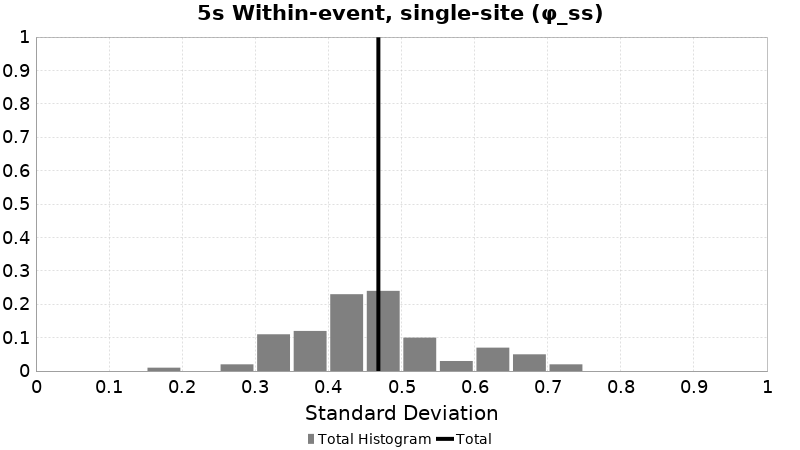 5s Within-event, single-site (φ_ss)
1
0.9
0.8
0.7
0.6
0.5
0.4
0.3
0.2
0.1
0
0 0.1 0.2 0.3 0.4 0.5 0.6 0.7 0.8 0.9 1
Standard Deviation
Total Histogram Total